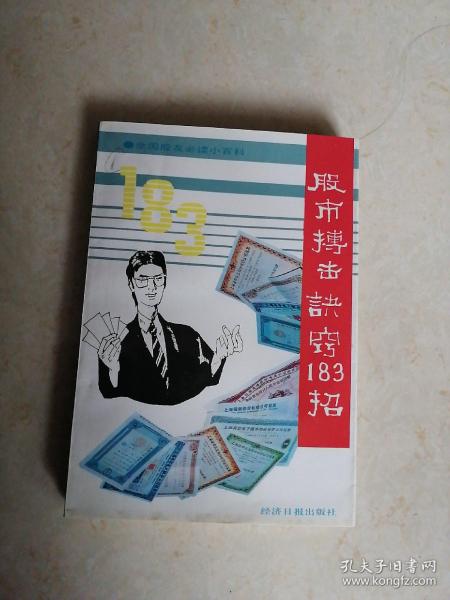 ●全国股友必读小百科
183
股市搏击訣窍183招
经济日报出版社
孔夫子旧书网
www.kongfz.com